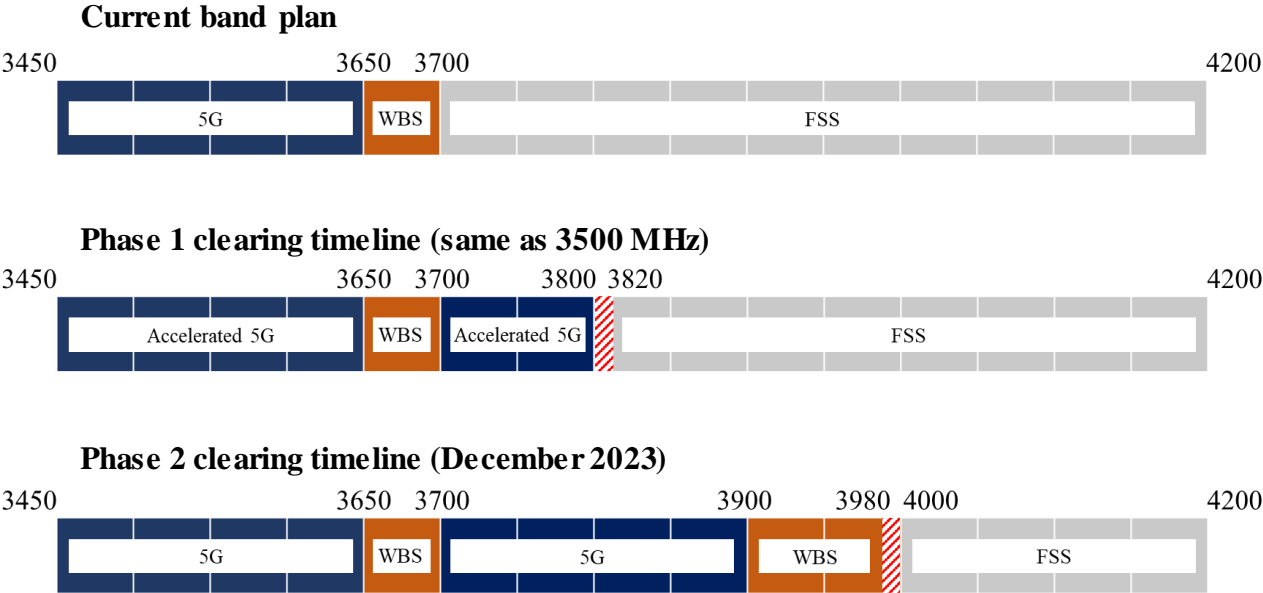 Current band plan
3450 3650 3700 4200
5G WBS FSS
Phase 1 clearing timeline (same as 3500 MHz)
3450 3650 3700 3800 3820 4200
Accelerated 5G WBS Accelerated 5G FSS
Phase 2 clearing timeline (December 2023)
3450 3650 3700 3900 3980 4000 4200
5G WBS 5G WBS FSS